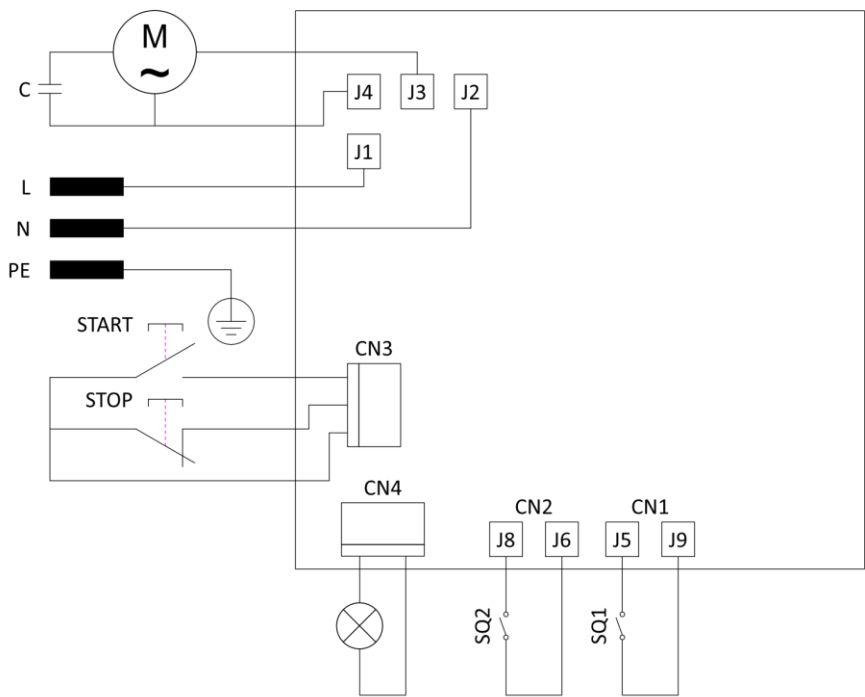 M
~
C
J4 J3 J2
J1
L
N
PE
START
CN3
STOP
CN4
CN2 CN1
J8 J6 J5 J9
SQ2 SQ1